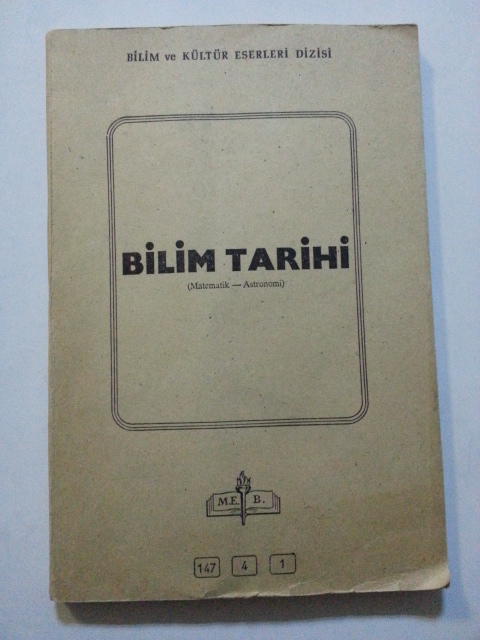 BİLİM ve KÜLTÜR ESERLERİ DİZİSİ
BİLİM TARİHİ
(Matematik — Astronomi)
M.E. B.
147 4 1